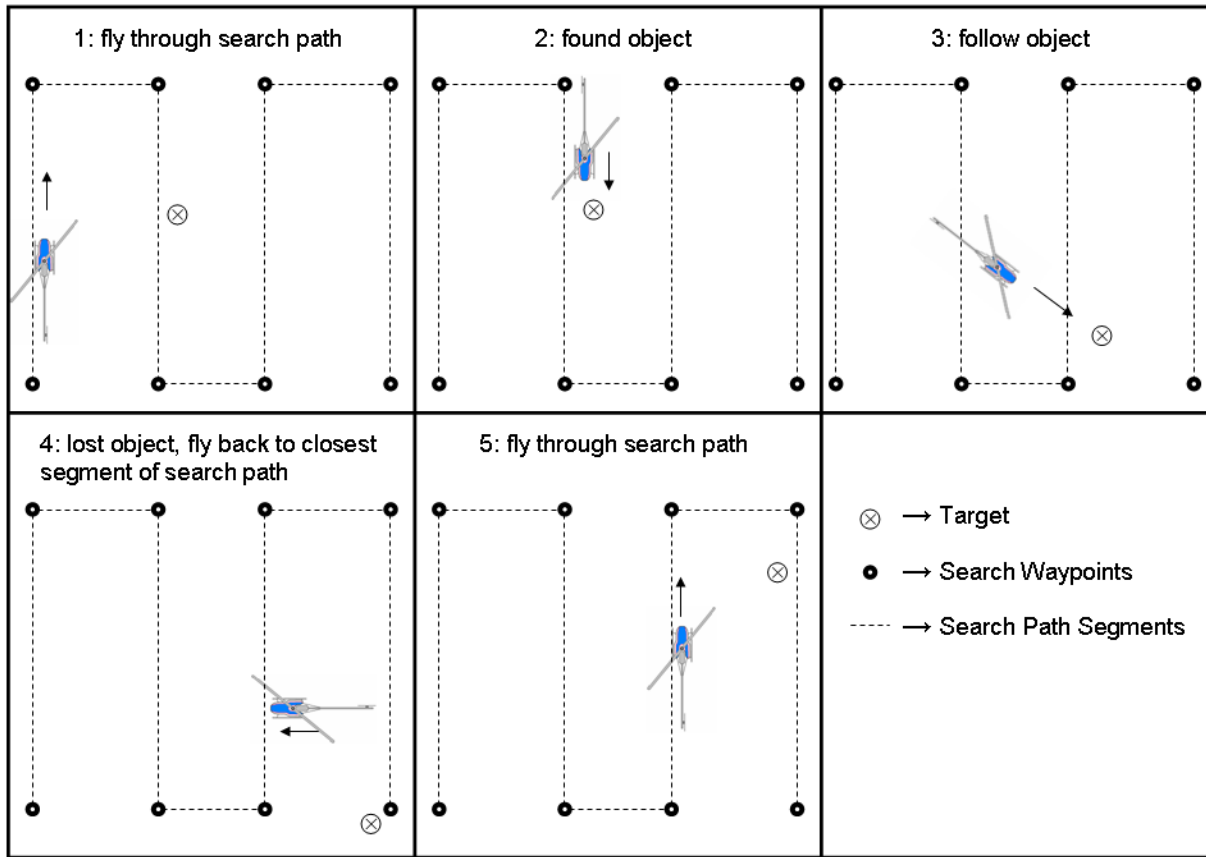 1: fly through search path
2: found object
3: follow object
4: lost object, fly back to closest
segment of search path
5: fly through search path
→ Target
→ Search Waypoints
→ Search Path Segments